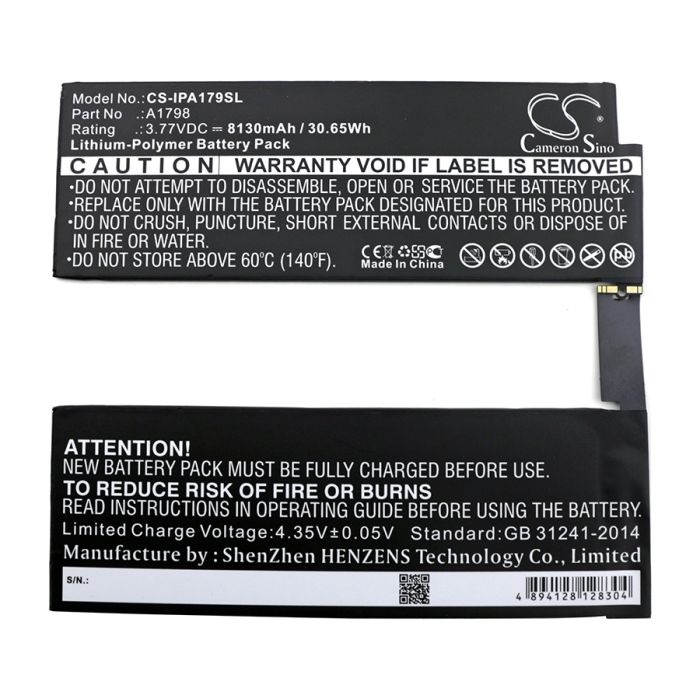 Model No.:CS-IPA179SL
Part No :A1798
Rating :3.77VDC ⎓ 8130mAh / 30.65Wh
Lithium-Polymer Battery Pack
CS
Cameron Sino
CAUTION WARRANTY VOID IF LABEL IS REMOVED
•DO NOT ATTEMPT TO DISASSEMBLE, OPEN OR SERVICE THE BATTERY PACK.
•REPLACE ONLY WITH THE BATTERY PACK DESIGNATED FOR THIS PRODUCT.
•DO NOT CRUSH, PUNCTURE, SHORT EXTERNAL CONTACTS OR DISPOSE OF
IN FIRE OR WATER.
•DO NOT STORE ABOVE 60°C (140°F).
CE
Made In China
Pb
ATTENTION!
NEW BATTERY PACK MUST BE FULLY CHARGED BEFORE USE.
TO REDUCE RISK OF FIRE OR BURNS
READ INSTRUCTIONS IN OPERATING GUIDE BEFORE USING THE BATTERY.
Limited Charge Voltage:4.35V±0.05V Standard:GB 31241-2014
Manufacture by : ShenZhen HENZENS Technology CO., Limited
S/N.:
4 894128 128304